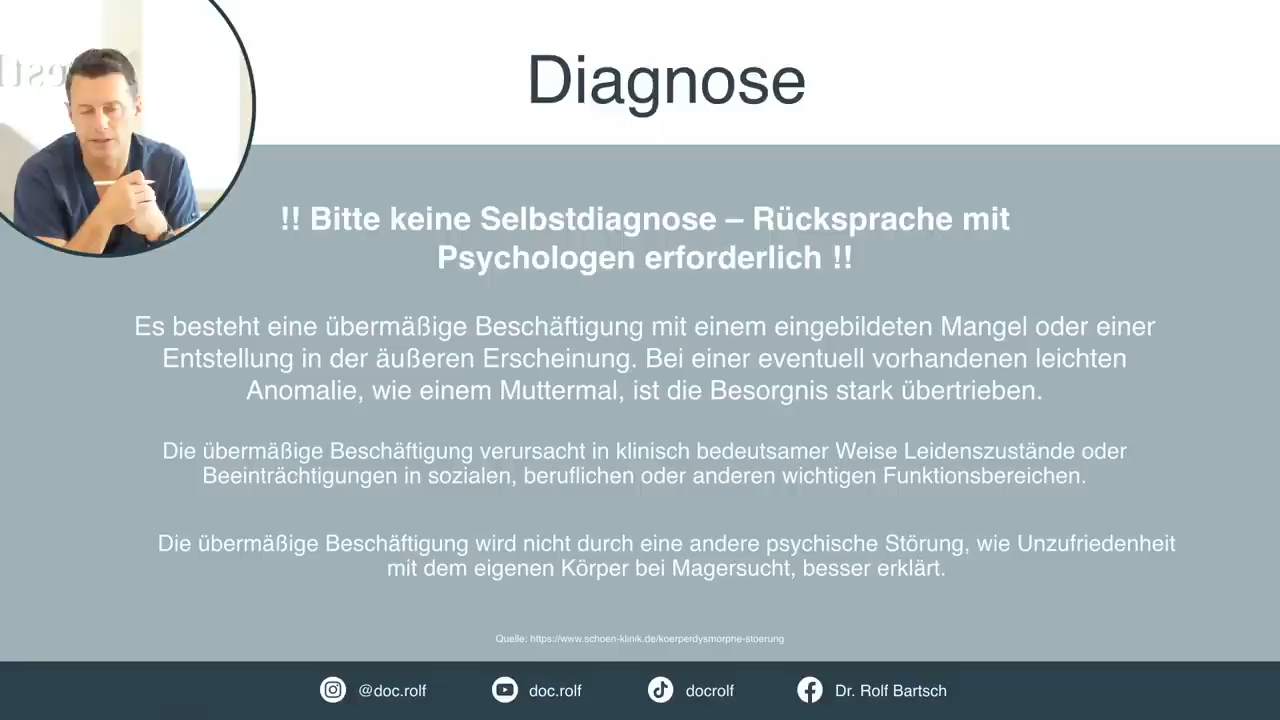 Diagnose
!! Bitte keine Selbstdiagnose – Rücksprache mit
Psychologen erforderlich !!
Es besteht eine übermäßige Beschäftigung mit einem eingebildeten Mangel oder einer
Entstellung in der äußeren Erscheinung. Bei einer eventuell vorhandenen leichten
Anomalie, wie einem Muttermal, ist die Besorgnis stark übertrieben.
Die übermäßige Beschäftigung verursacht in klinisch bedeutsamer Weise Leidenszustände oder
Beeinträchtigungen in sozialen, beruflichen oder anderen wichtigen Funktionsbereichen.
Die übermäßige Beschäftigung wird nicht durch eine andere psychische Störung, wie Unzufriedenheit
mit dem eigenen Körper bei Magersucht, besser erklärt.
Quelle: https://www.schoen-klinik.de/koerperdysmorphe-stoerung
@doc.rolf
doc.rolf
docrolf
Dr. Rolf Bartsch